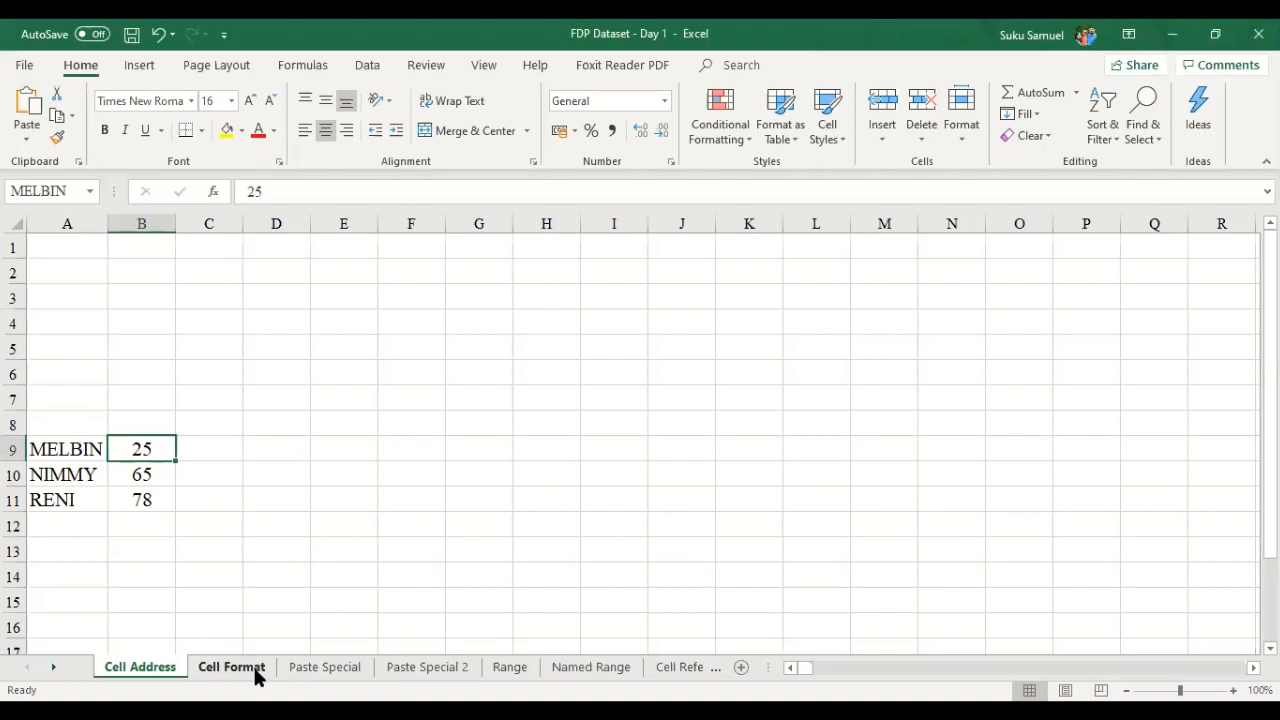 AutoSave Off FDP Dataset - Day 1 - Excel Suku Samuel
File Home Insert Page Layout Formulas Data Review View Help Foxit Reader PDF Search Share Comments
Paste Times New Roma 16 A A Wrap Text General Conditional Formatting Format as Table Cell Styles Insert Delete Format AutoSum Sort & Filter Find & Select Ideas
B I U A Merge & Center % , Fill Clear
Clipboard Font Alignment Number Styles Cells Editing Ideas
MELBIN fx 25
A B C D E F G H I J K L M N O P Q R
1
2
3
4
5
6
7
8
9 MELBIN 25
10 NIMMY 65
11 RENI 78
12
13
14
15
16
17
Cell Address Cell Format Paste Special Paste Special 2 Range Named Range Cell Refe ...
Ready 100%